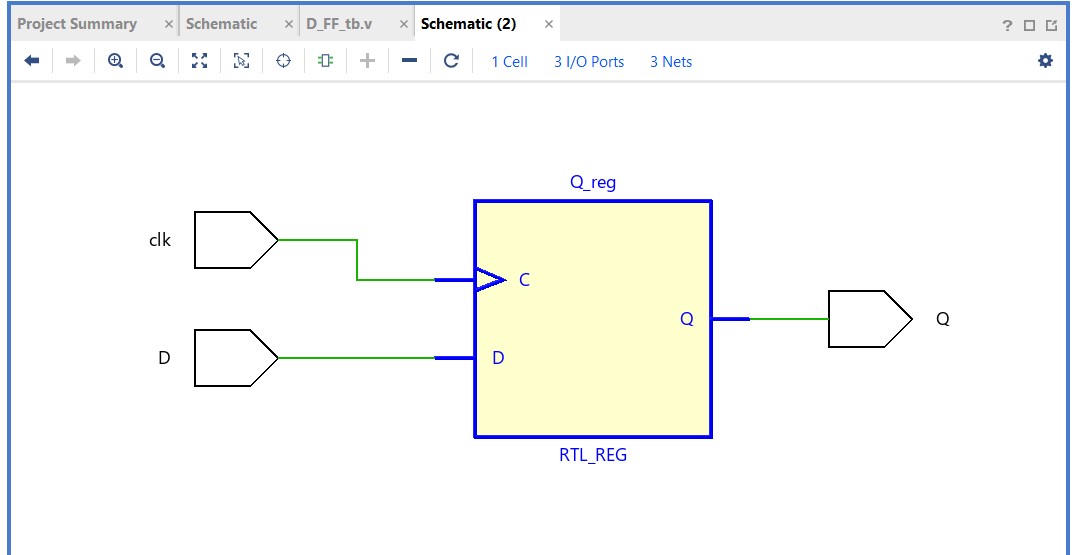 Project Summary × Schematic × D_FF_tb.v × Schematic (2) × ?
1 Cell 3 I/O Ports 3 Nets
Q_reg
clk
C
Q Q
D D
RTL_REG